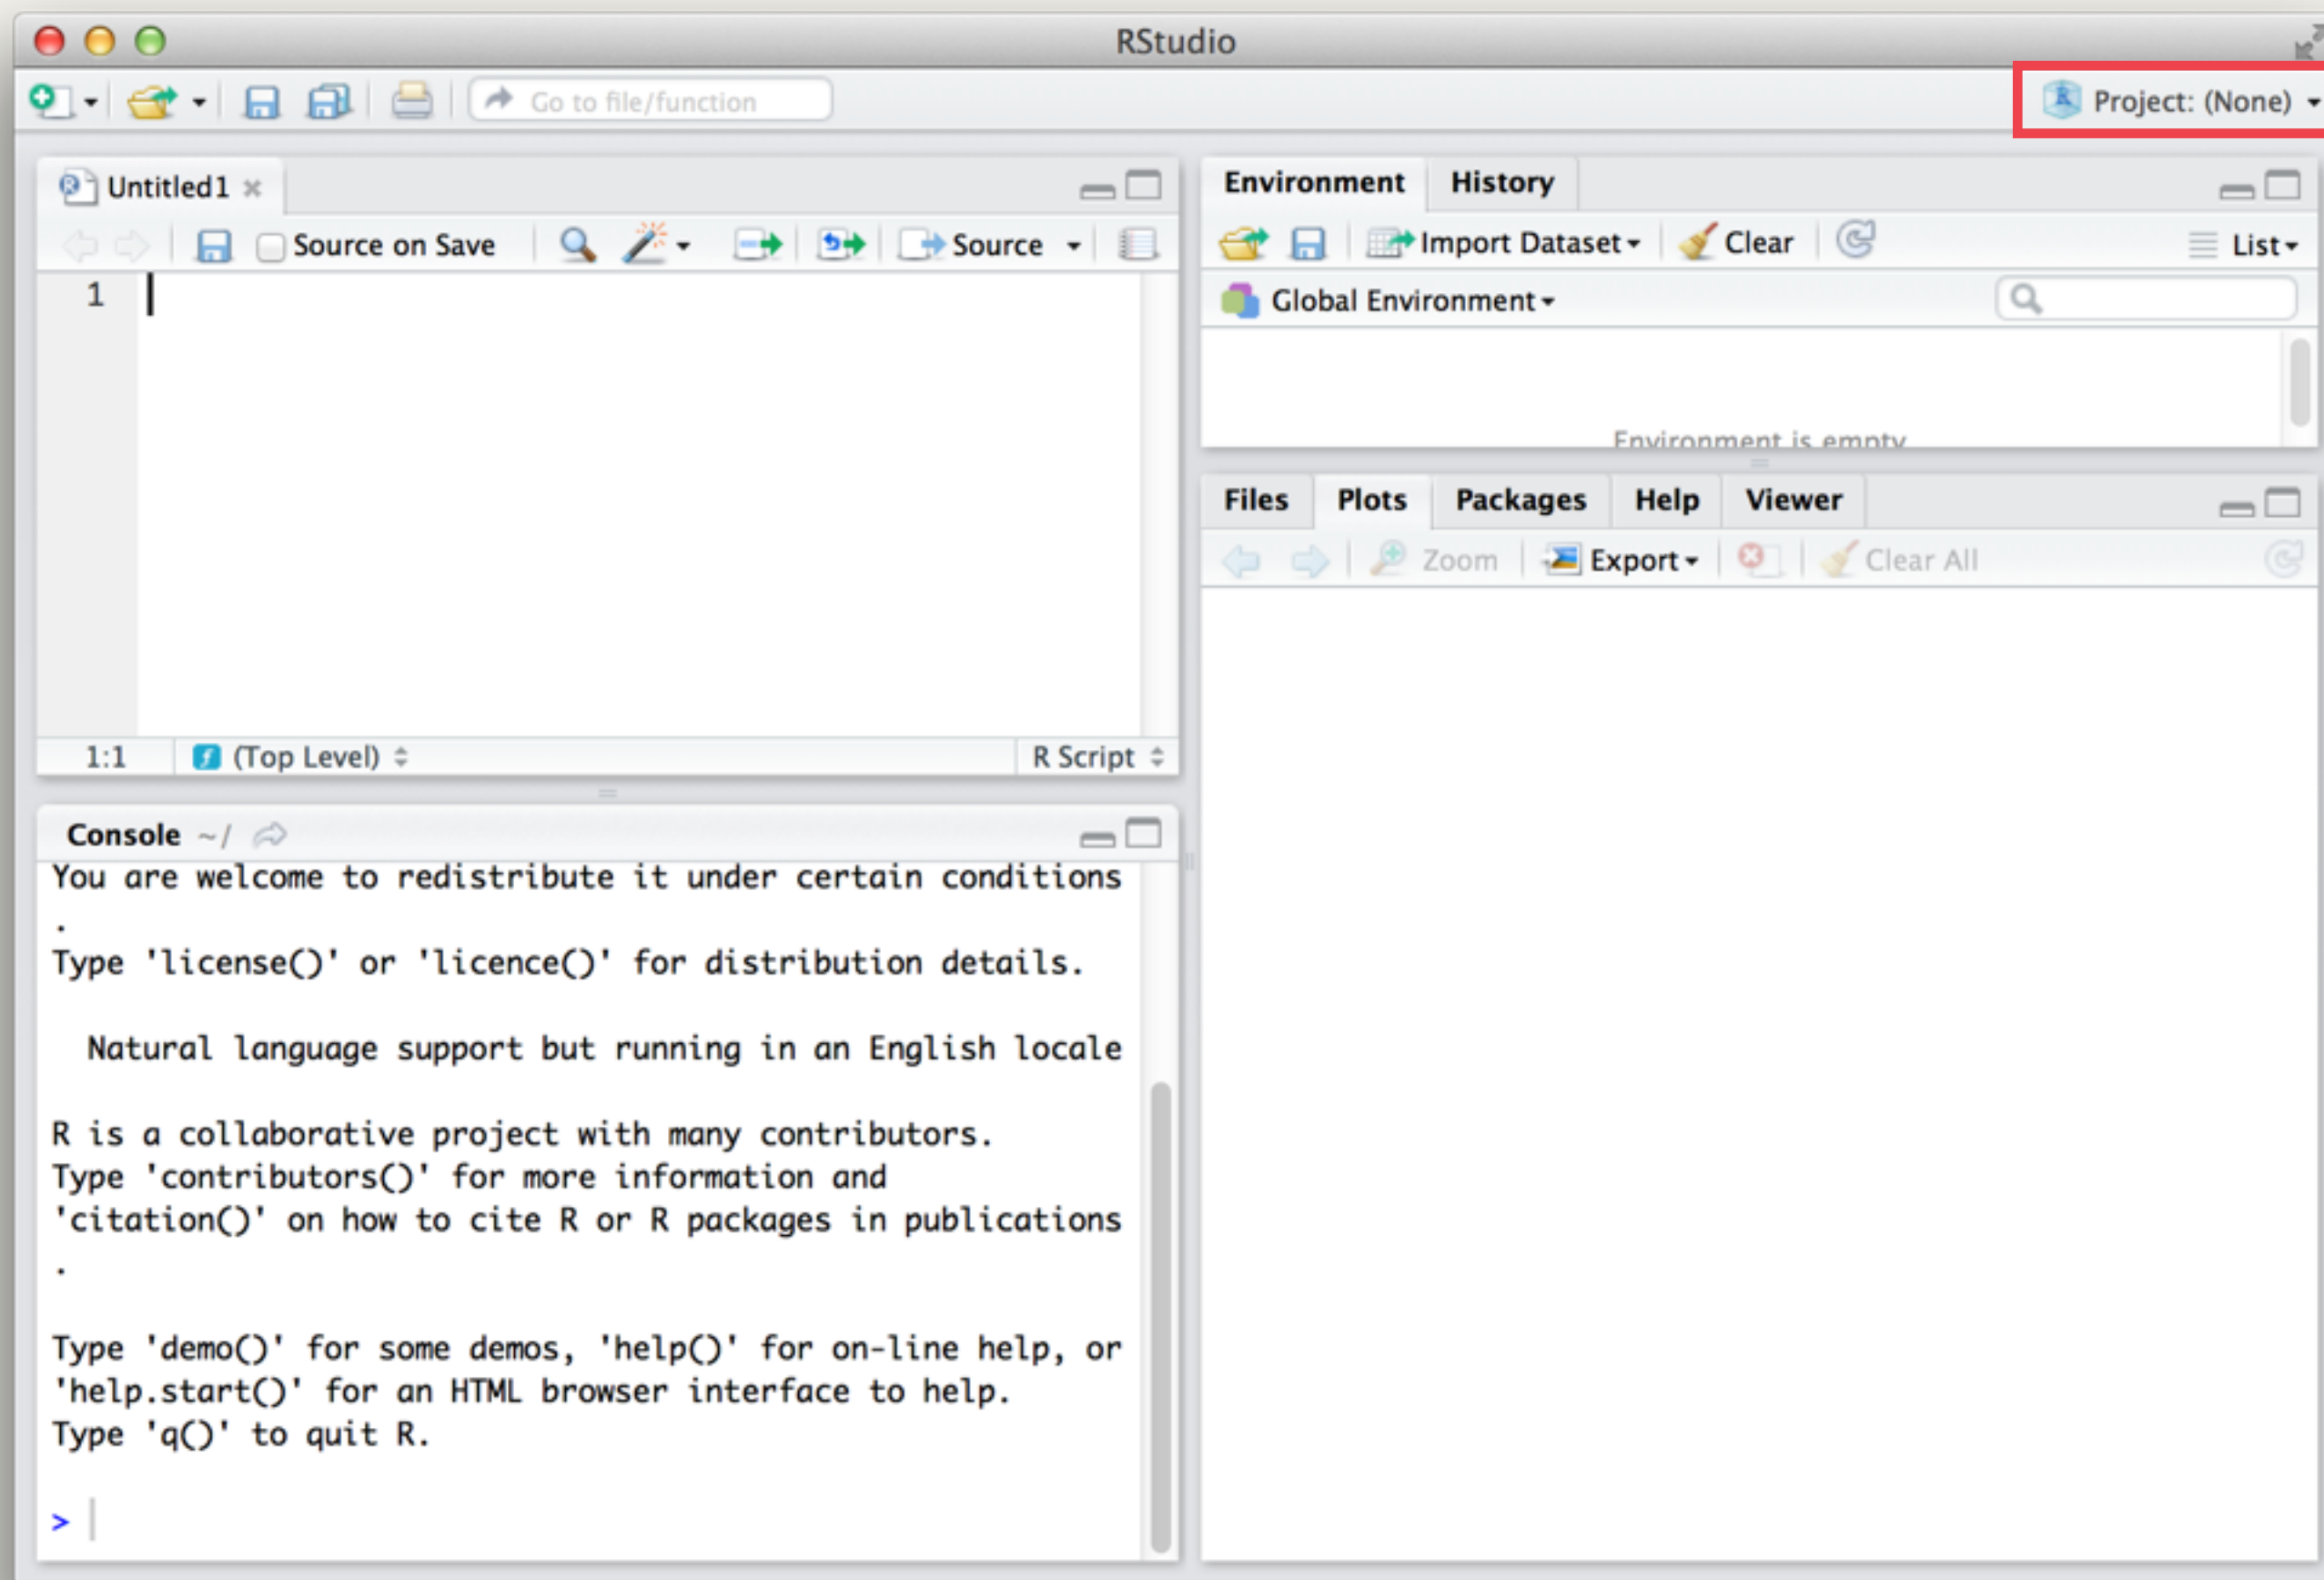 RStudio
Go to file/function
Project: (None)
Untitled1
Source on Save
Source
1
1:1
(Top Level)
R Script
Console ~/
You are welcome to redistribute it under certain conditions
.
Type 'license()' or 'licence()' for distribution details.
Natural language support but running in an English locale
R is a collaborative project with many contributors.
Type 'contributors()' for more information and
'citation()' on how to cite R or R packages in publications
.
Type 'demo()' for some demos, 'help()' for on-line help, or
'help.start()' for an HTML browser interface to help.
Type 'q()' to quit R.
>
Environment History
Import Dataset Clear List
Global Environment
Environment is empty
Files Plots Packages Help Viewer
Zoom Export Clear All